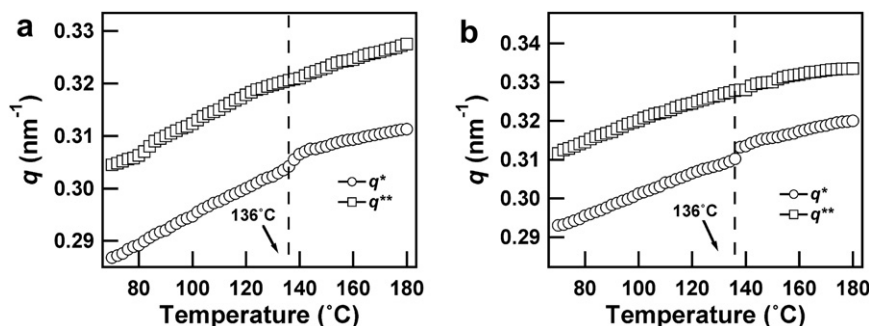 a
0.33
0.32
0.31
0.30
0.29
q (nm-1)
q*
q**
136˚C
80 100 120 140 160 180
Temperature (˚C)
b
0.34
0.33
0.32
0.31
0.30
0.29
q (nm-1)
q*
q**
136˚C
80 100 120 140 160 180
Temperature (˚C)